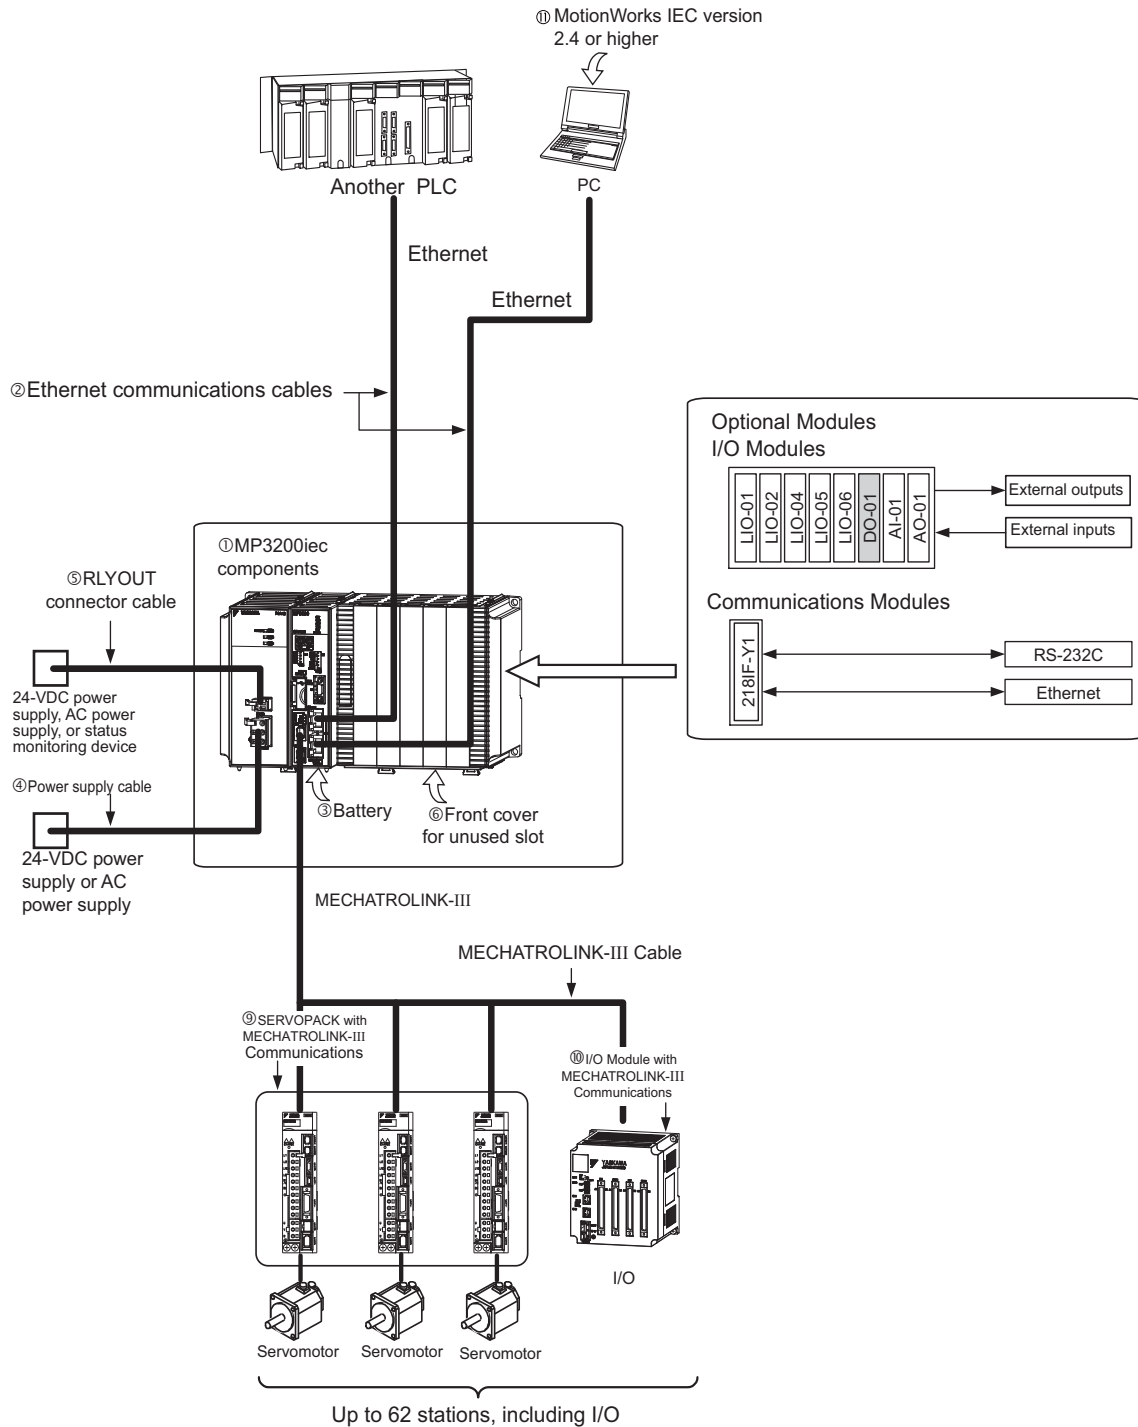 ⑪MotionWorks IEC version
2.4 or higher
Another PLC
PC
Ethernet
Ethernet
②Ethernet communications cables
Optional Modules
I/O Modules
LIO-01
LIO-02
LIO-04
LIO-05
LIO-06
DO-01
AI-01
AO-01
External outputs
External inputs
Communications Modules
218IF-Y1
RS-232C
Ethernet
①MP3200iec
components
⑤RLYOUT
connector cable
24-VDC power
supply, AC power
supply, or status
monitoring device
④Power supply cable
24-VDC power
supply or AC
power supply
③Battery
⑥Front cover
for unused slot
MECHATROLINK-III
MECHATROLINK-III Cable
⑨SERVOPACK with
MECHATROLINK-III
Communications
⑩I/O Module with
MECHATROLINK-III
Communications
YASKAWA
I/O
Servomotor
Servomotor
Servomotor
Up to 62 stations, including I/O